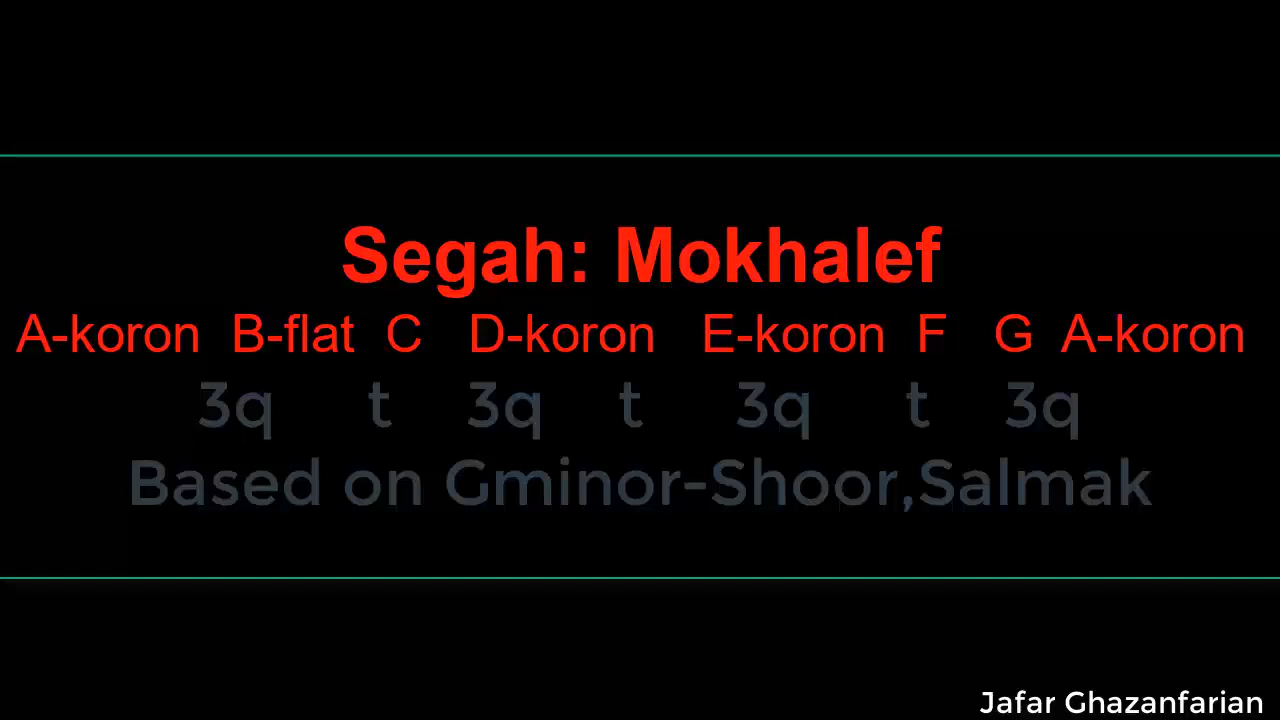 Segah: Mokhalef
A-koron B-flat C D-koron E-koron F G A-koron
3q t 3q t 3q t 3q
Based on Gminor-Shoor,Salmak
Jafar Ghazanfarian